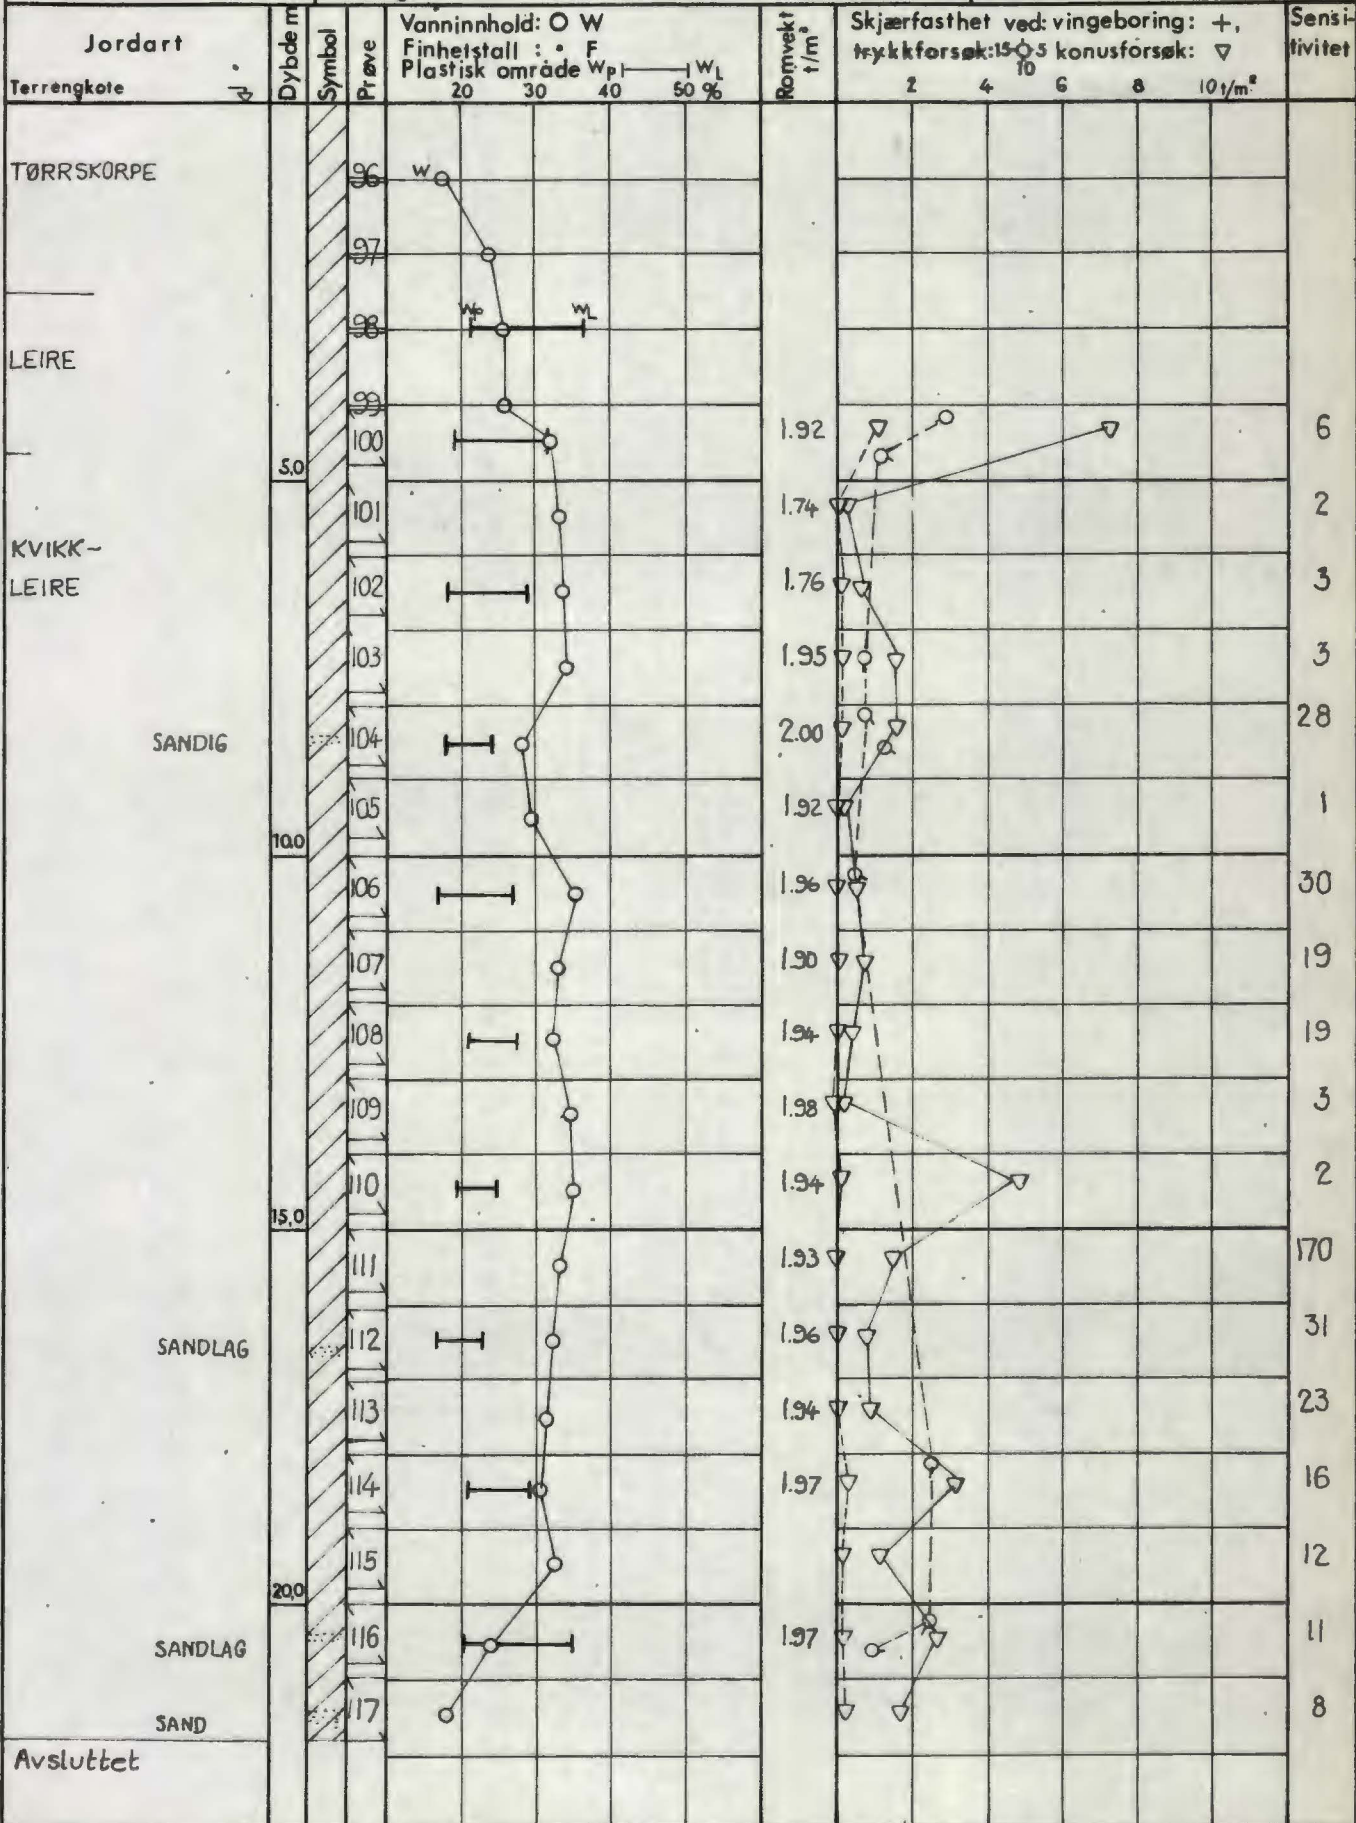 Jordart
Terrengkote
Dybde m
Symbol
Prøve
Vanninnhold: O W
Finhetstall : • F
Plastisk område Wp WL
20 30 40 50 %
Romvekt t/m³
Skjærfasthet ved: vingeboring: +,
trykkforsøk: 15 5 konusforsøk: ▽
10
2 4 6 8 10 t/m²
Sensi-
tivitet
TØRRSKORPE
96 W
97
98 Wp WL
LEIRE
99
100 1.92 6
5.0
101 1.74 2
KVIKK-
LEIRE
102 1.76 3
103 1.95 3
SANDIG 104 2.00 28
105 1.92 1
10.0
106 1.96 30
107 1.90 19
108 1.94 19
109 1.98 3
110 1.94 2
15,0
111 1.93 170
SANDLAG 112 1.96 31
113 1.94 23
114 1.97 16
115 12
20,0
SANDLAG 116 1.97 11
SAND 117 8
Avsluttet